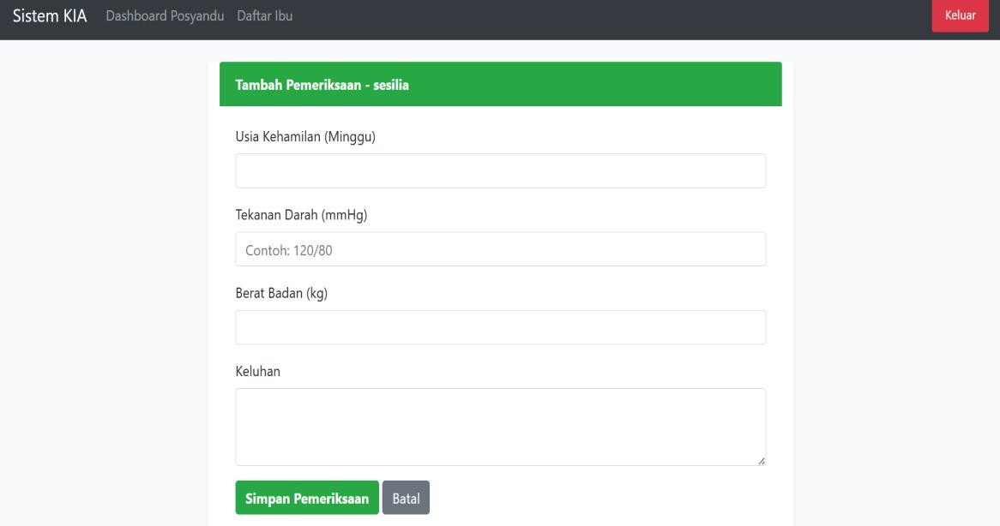 Sistem KIA Dashboard Posyandu Daftar Ibu Keluar
Tambah Pemeriksaan - sesilia
Usia Kehamilan (Minggu)
Tekanan Darah (mmHg)
Contoh: 120/80
Berat Badan (kg)
Keluhan
Simpan Pemeriksaan Batal